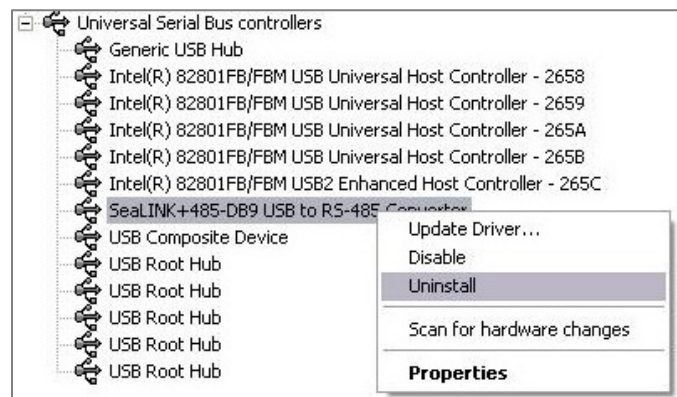 Universal Serial Bus controllers
Generic USB Hub
Intel(R) 82801FB/FBM USB Universal Host Controller - 2658
Intel(R) 82801FB/FBM USB Universal Host Controller - 2659
Intel(R) 82801FB/FBM USB Universal Host Controller - 265A
Intel(R) 82801FB/FBM USB Universal Host Controller - 265B
Intel(R) 82801FB/FBM USB2 Enhanced Host Controller - 265C
SeaLINK+485-DB9 USB to RS-485 Converter
USB Composite Device
USB Root Hub
USB Root Hub
USB Root Hub
USB Root Hub
USB Root Hub
Update Driver...
Disable
Uninstall
Scan for hardware changes
Properties